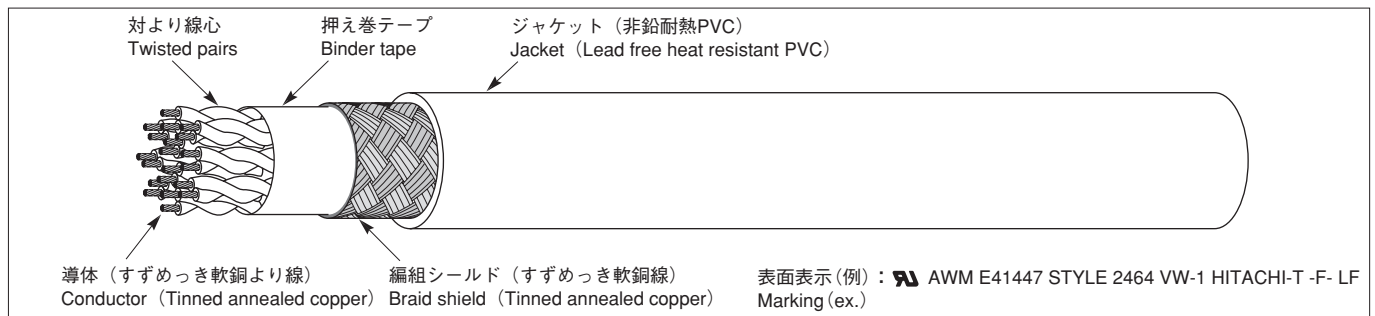 対より線心
Twisted pairs
押え巻テープ
Binder tape
ジャケット（非鉛耐熱PVC）
Jacket（Lead free heat resistant PVC）
導体（すずめっき軟銅より線）
Conductor（Tinned annealed copper）
編組シールド（すずめっき軟銅線）
Braid shield（Tinned annealed copper）
表面表示(例)：RU AWM E41447 STYLE 2464 VW-1 HITACHI-T -F- LF
Marking(ex.)